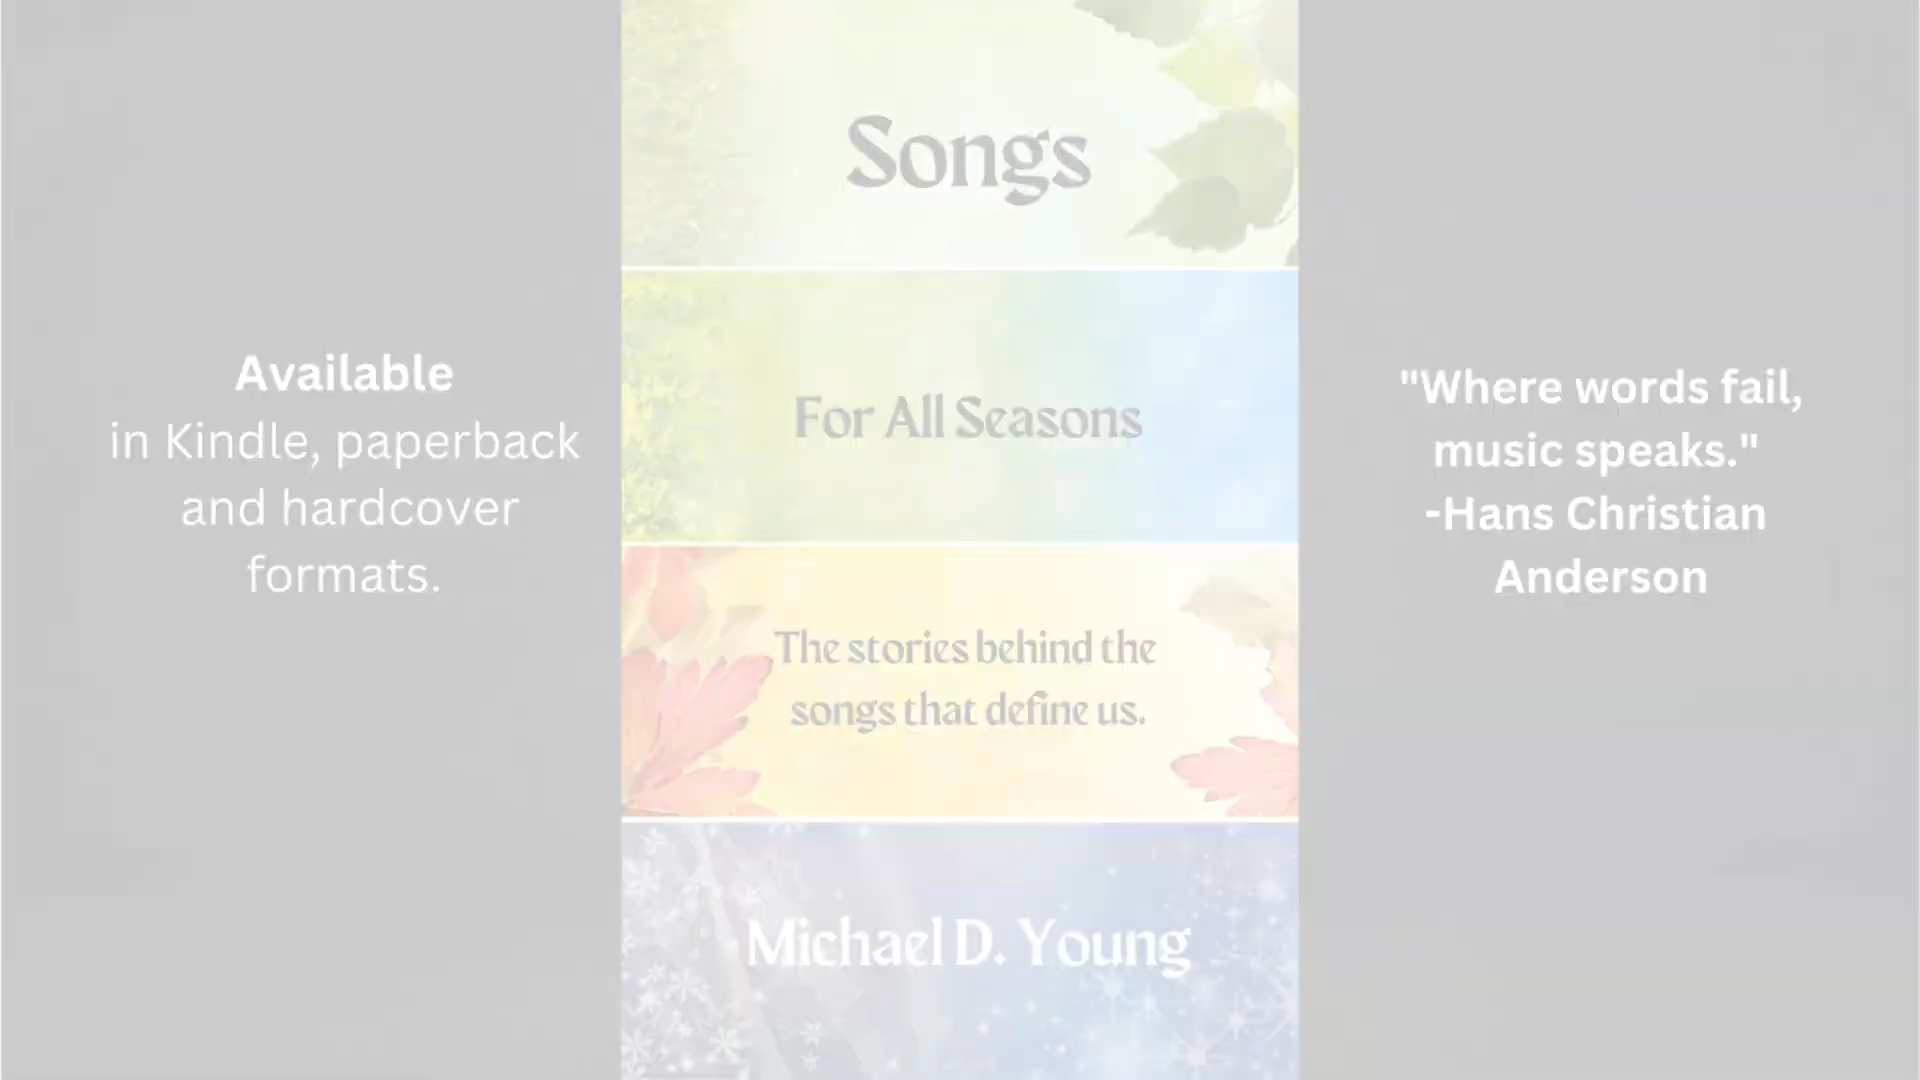 Available
in Kindle, paperback
and hardcover
formats.
Songs
For All Seasons
The stories behind the
songs that define us.
Michael D. Young
"Where words fail,
music speaks."
-Hans Christian
Anderson